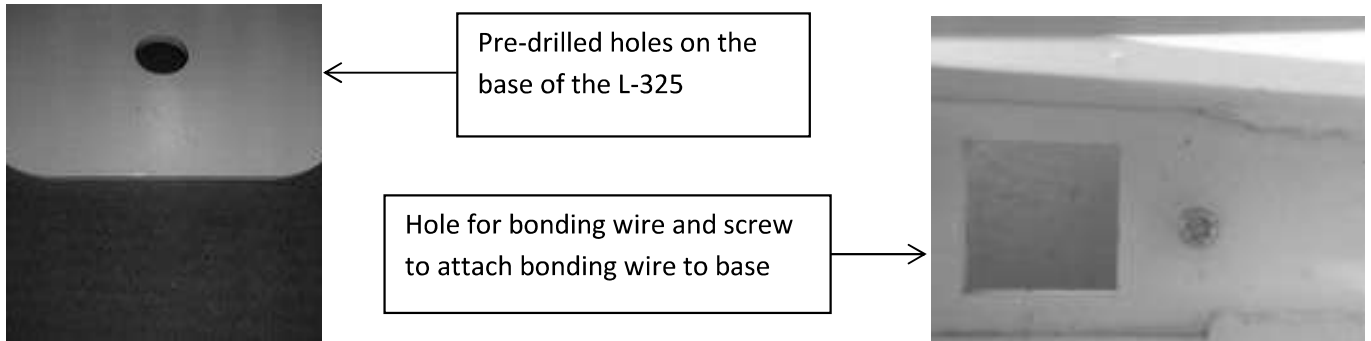 Pre-drilled holes on the
base of the L-325
Hole for bonding wire and screw
to attach bonding wire to base